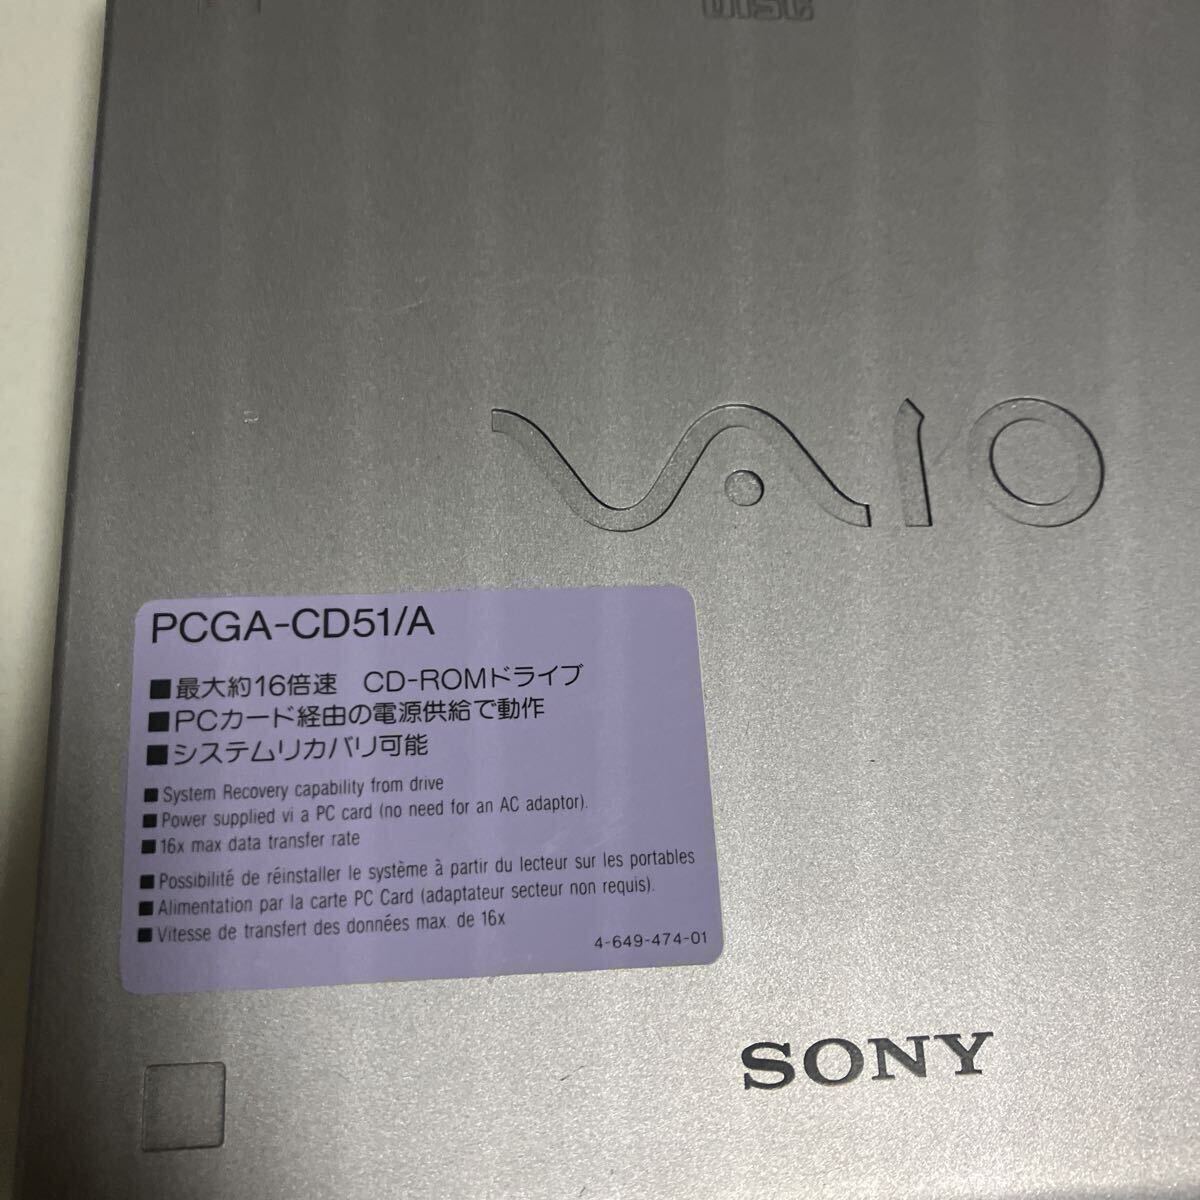 DISC
VAIO
PCGA-CD51/A
■最大約16倍速 CD-ROMドライブ
■PCカード経由の電源供給で動作
■システムリカバリ可能
■ System Recovery capability from drive
■ Power supplied vi a PC card (no need for an AC adaptor).
■ 16x max data transfer rate
■ Possibilité de réinstaller le système à partir du lecteur sur les portables
■ Alimentation par la carte PC Card (adaptateur secteur non requis).
■ Vitesse de transfert des données max. de 16x
4-649-474-01
SONY